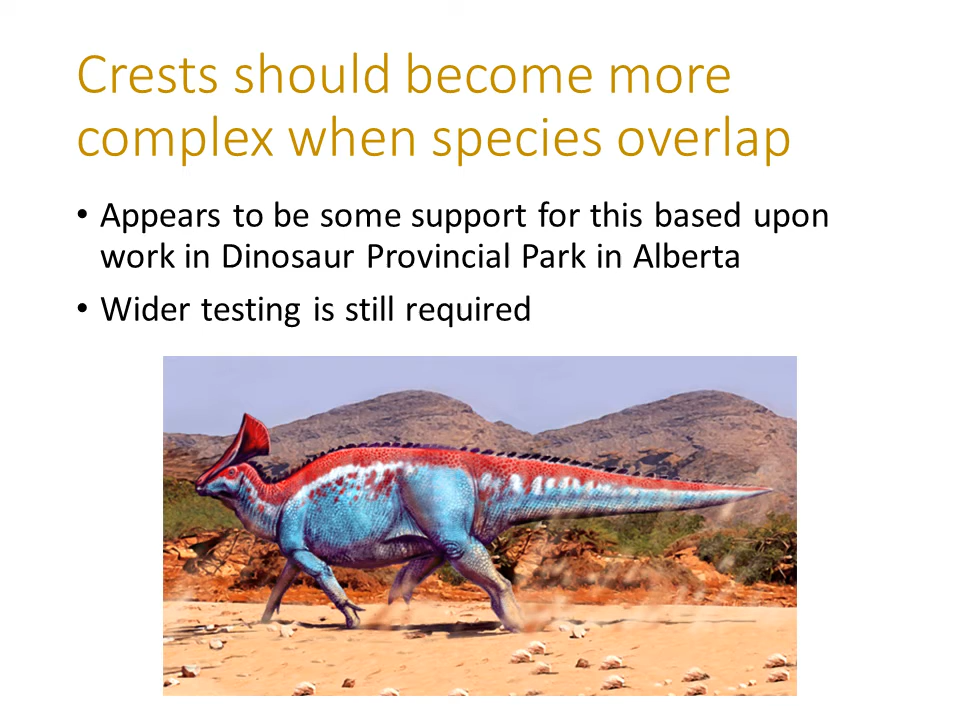 Crests should become more
complex when species overlap
• Appears to be some support for this based upon
work in Dinosaur Provincial Park in Alberta
• Wider testing is still required